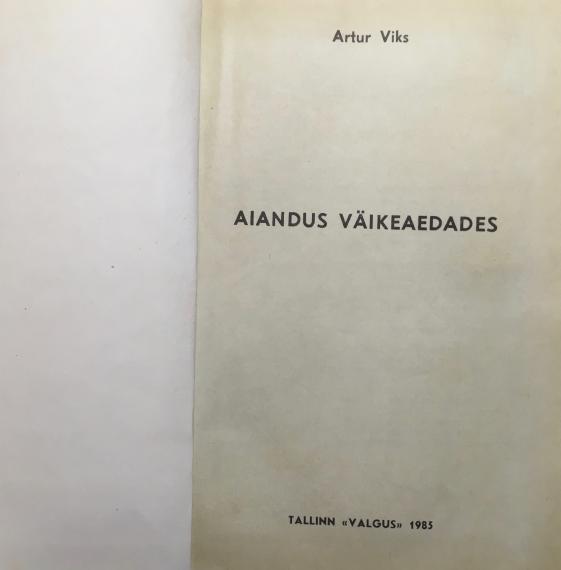 Artur Viks
AIANDUS VÄIKEAEDADES
TALLINN «VALGUS» 1985